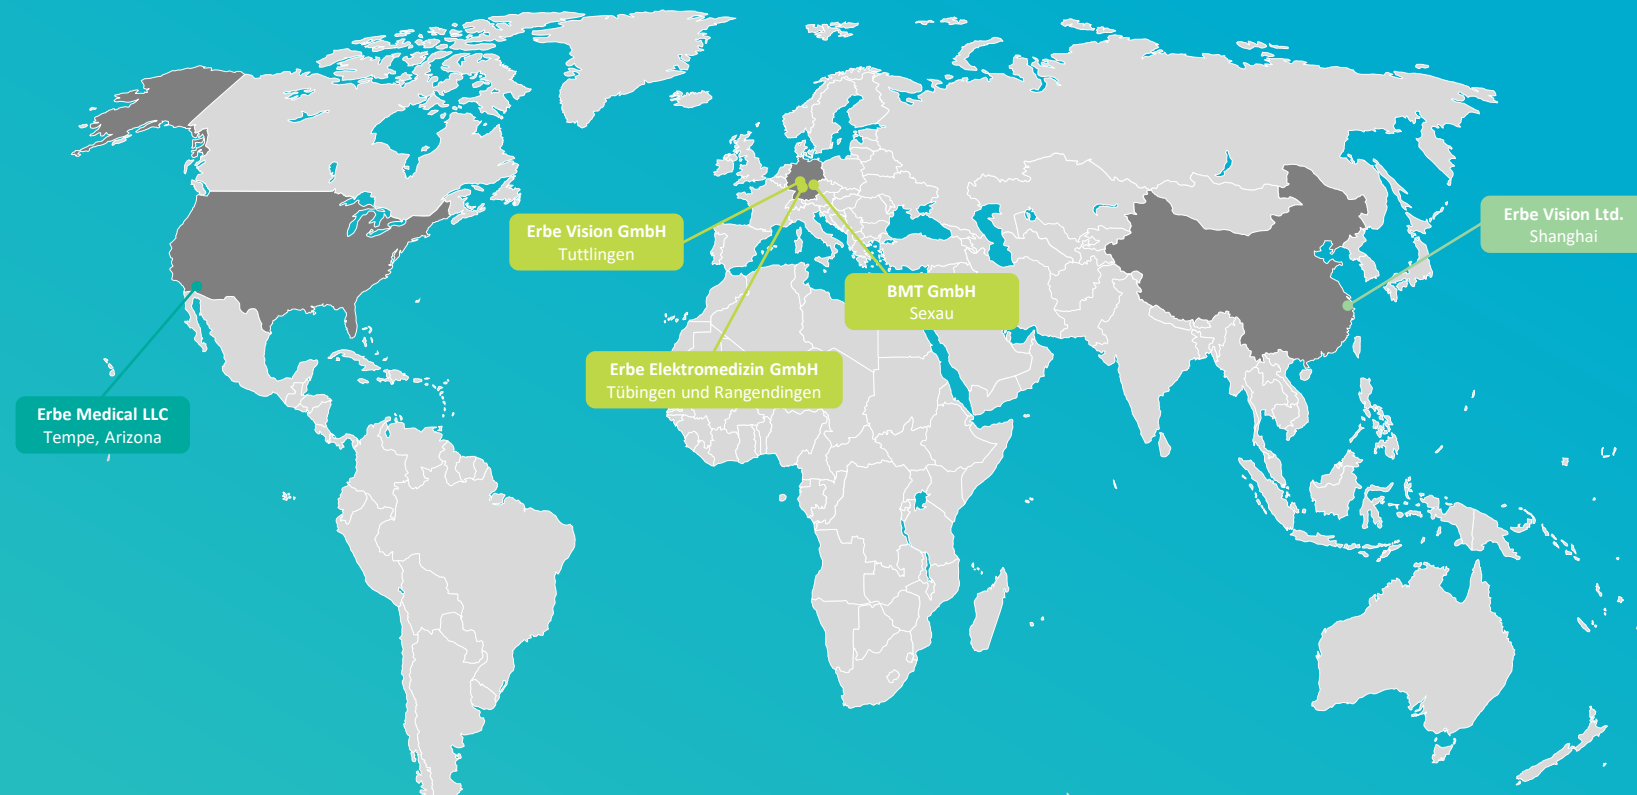 Erbe Vision Ltd.
Shanghai
Erbe Vision GmbH
Tuttlingen
BMT GmbH
Sexau
Erbe Elektromedizin GmbH
Tübingen und Rangendingen
Erbe Medical LLC
Tempe, Arizona